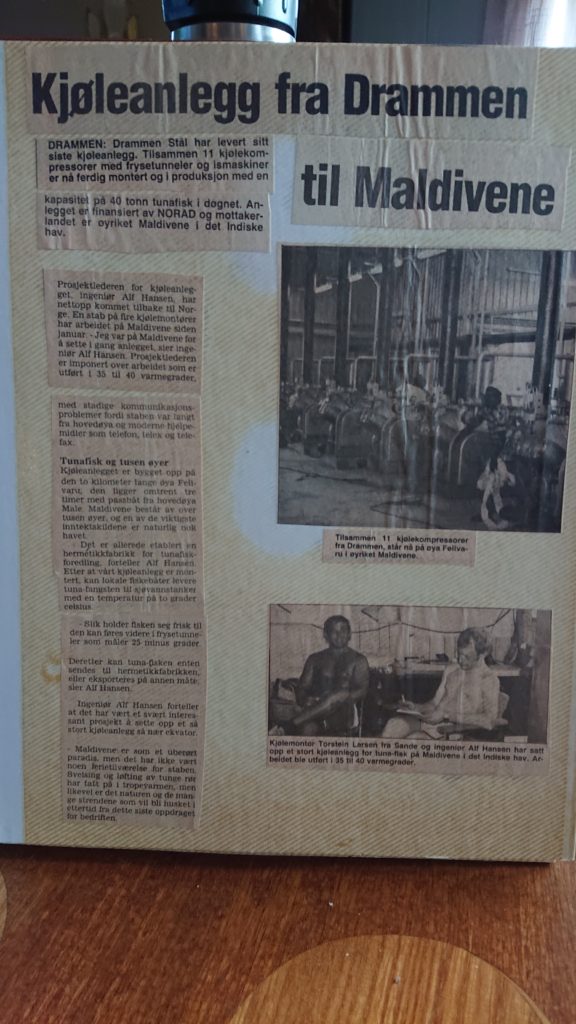 Kjøleanlegg fra Drammen
til Maldivene
DRAMMEN: Drammen Stål har levert sitt
siste kjøleanlegg. Tilsammen 11 kjølekom-
pressorer med frysetunneler og ismaskiner
er nå ferdig montert og i produksjon med en
kapasitet på 40 tonn tunafisk i døgnet. An-
legget er finansiert av NORAD og mottaker-
landet er øyriket Maldivene i det Indiske
hav.
Prosjektlederen for kjøleanleg-
get, ingeniør Alf Hansen, har
nettopp kommet tilbake til Nor-
ge. En stab på fire kjølemontører
har arbeidet på Maldivene siden
januar. - Jeg var på Maldivene for
å sette i gang anlegget, sier inge-
niør Alf Hansen. Prosjektlederen
er imponert over arbeidet som er
utført i 35 til 40 varmegrader,
med stadige kommunikasjons-
problemer fordi staben var langt
fra hovedøya og moderne hjelpe-
midler som telefon, telex og tele-
fax.
Tunafisk og tusen øyer
Kjøleanlegget er bygget opp på
den to kilometer lange øya Feli-
varu, den ligger omtrent tre
timer med passbåt fra hovedøya
Male. Maldivene består av over
tusen øyer, og en av de viktigste
inntektskildene er naturlig nok
havet.
- Det er allerede etablert en
hermetikkfabrikk for tunafisk-
foredling, forteller Alf Hansen.
Etter at vårt kjøleanlegg er mon-
tert, kan lokale fiskebåter levere
tuna-fangsten til sjøvannstanker
med en temperatur på to grader
celsius.
- Slik holder fisken seg frisk til
den kan føres videre i frysetunne-
ler som måler 25 minus grader.
Deretter kan tuna-fisken enten
sendes til hermetikkfabrikken,
eller eksporteres på annen måte,
sier Alf Hansen.
Ingeniør Alf Hansen forteller
at det har vært et svært interes-
sant prosjekt å sette opp et så
stort kjøleanlegg så nær ekvator.
- Maldivene er som et uberørt
paradis, men det har ikke vært
noen ferietilværelse for staben.
Sveising og løfting av tunge rør
har tatt på i tropevarmen, men
likevel er det naturen og de man-
ge strendene som vil bli husket i
ettertid fra dette siste oppdraget
for bedriften.
Tilsammen 11 kjølekompressorer
fra Drammen, står nå på øya Feliva-
ru i øyriket Maldivene.
Kjølemontør Torstein Larsen fra Sande og ingeniør Alf Hansen har satt
opp et stort kjøleanlegg for tuna-fisk på Maldivene i det Indiske hav. Ar-
beidet ble utført i 35 til 40 varmegrader.